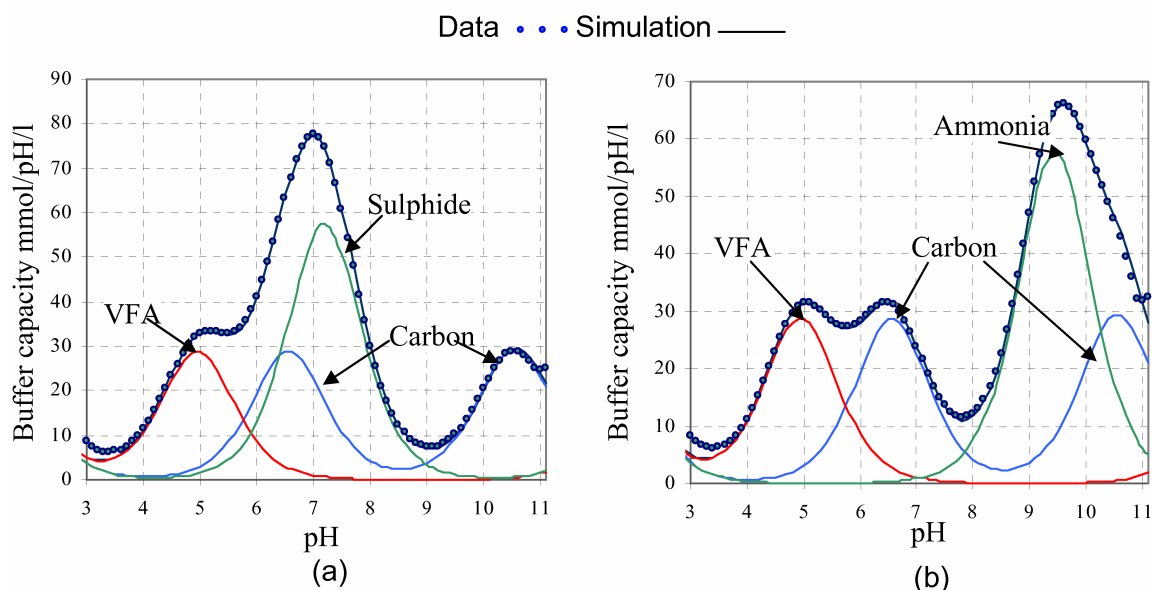 Data Simulation
90
80
70
60
50
40
30
20
10
0
Buffer capacity mmol/pH/l
VFA
Sulphide
Carbon
3 4 5 6 7 8 9 10 11
pH
(a)
70
60
50
40
30
20
10
0
Buffer capacity mmol/pH/l
Ammonia
VFA
Carbon
3 4 5 6 7 8 9 10 11
pH
(b)